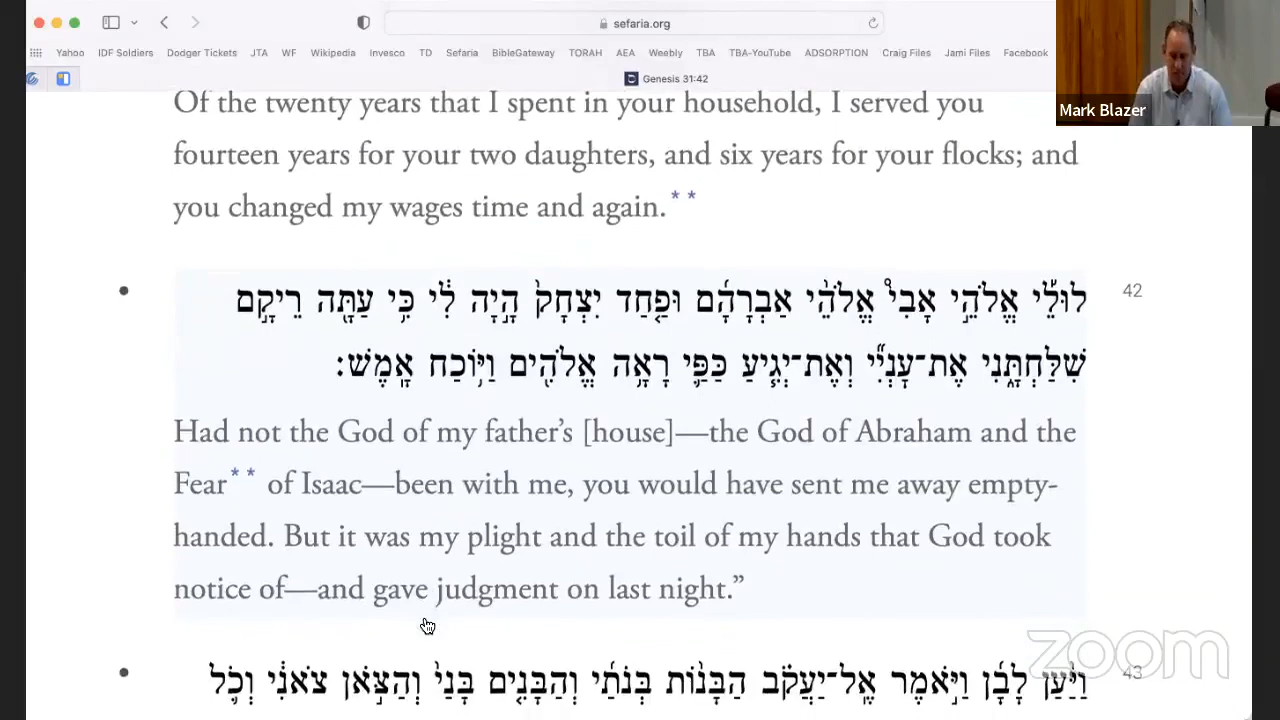 sefaria.org
Yahoo IDF Soldiers Dodger Tickets JTA WF Wikipedia Invesco TD Sefaria BibleGateway TORAH AEA Weebly TBA TBA-YouTube ADSORPTION Craig Files Jami Files Facebook
Genesis 31:42
Mark Blazer
Of the twenty years that I spent in your household, I served you
fourteen years for your two daughters, and six years for your flocks; and
you changed my wages time and again.* *
42
לוּלֵ֡י אֱלֹהֵ֣י אָבִי֩ אֱלֹהֵ֨י אַבְרָהָ֜ם וּפַ֤חַד יִצְחָק֙ הָ֣יָה לִ֔י כִּ֥י עַתָּ֖ה רֵיקָ֣ם
שִׁלַּחְתָּ֑נִי אֶת־עׇנְיִ֞י וְאֶת־יְגִ֧יעַ כַּפַּ֛י רָאָ֥ה אֱלֹהִ֖ים וַיּ֥וֹכַח אָֽמֶשׁ׃
Had not the God of my father’s [house]—the God of Abraham and the
Fear* * of Isaac—been with me, you would have sent me away empty-
handed. But it was my plight and the toil of my hands that God took
notice of—and gave judgment on last night.”
43
וַיַּ֨עַן לָבָ֜ן וַיֹּ֣אמֶר אֶֽל־יַעֲקֹ֗ב הַבָּנ֨וֹת בְּנֹתַ֜י וְהַבָּנִ֤ים בָּנַי֙ וְהַצֹּ֣אן צֹאנִ֔י וְכֹ֛ל
zoom